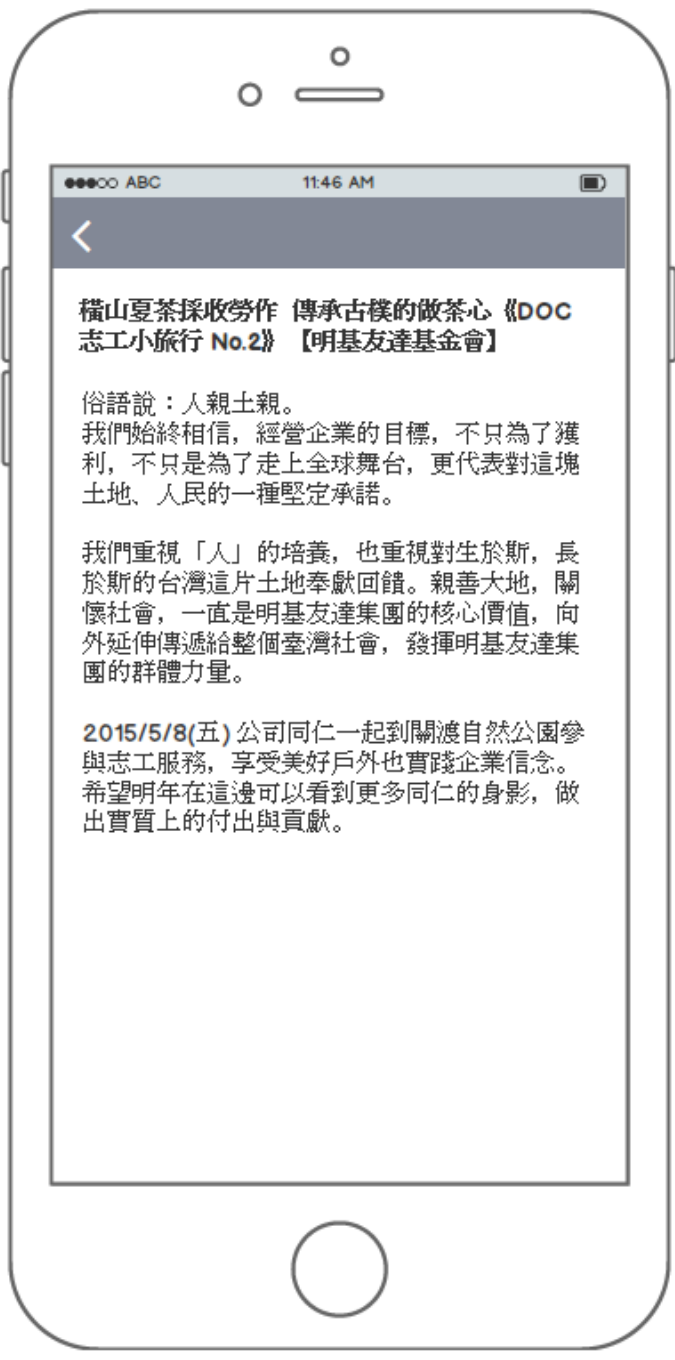 ABC
11:46 AM
橫山夏茶採收勞作 傳承古樸的做茶心《DOC
志工小旅行 No.2》【明基友達基金會】
俗語說：人親土親。
我們始終相信，經營企業的目標，不只為了獲
利，不只是為了走上全球舞台，更代表對這塊
土地、人民的一種堅定承諾。
我們重視「人」的培養，也重視對生於斯，長
於斯的台灣這片土地奉獻回饋。親善大地，關
懷社會，一直是明基友達集團的核心價值，向
外延伸傳遞給整個臺灣社會，發揮明基友達集
團的群體力量。
2015/5/8(五) 公司同仁一起到關渡自然公園參
與志工服務，享受美好戶外也實踐企業信念。
希望明年在這邊可以看到更多同仁的身影，做
出實質上的付出與貢獻。